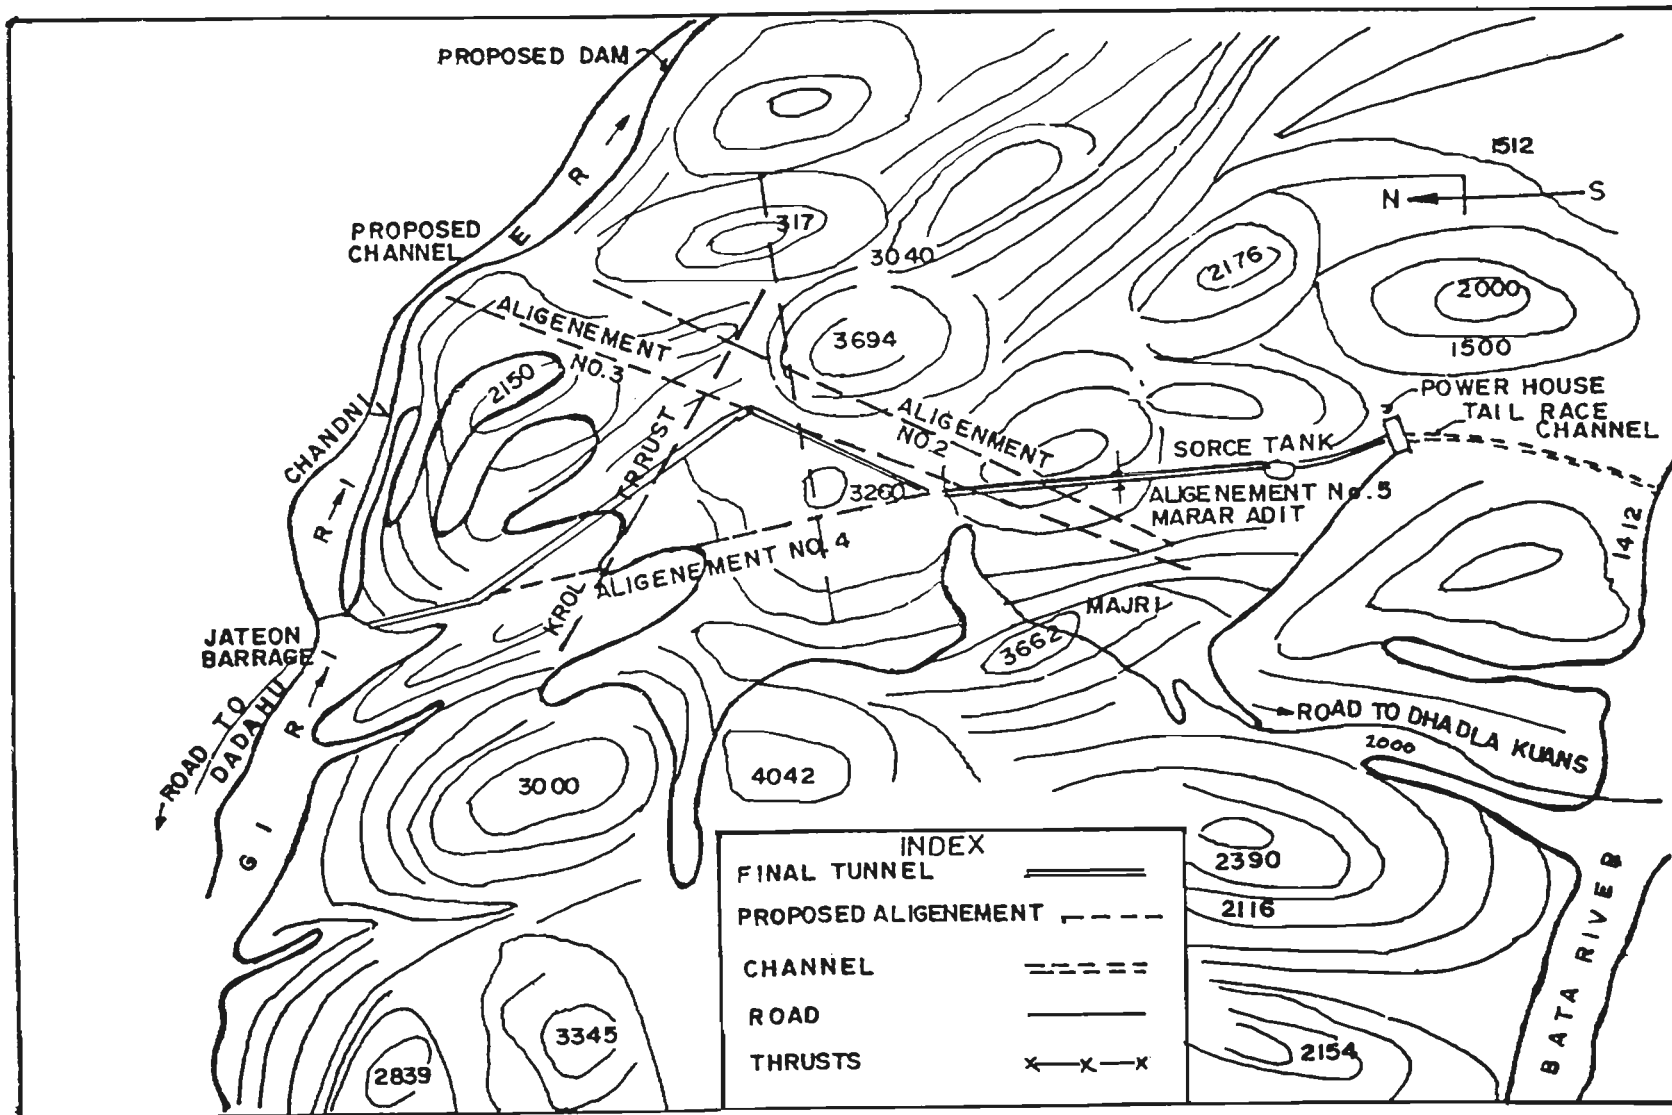 PROPOSED DAM
1512
N S
317
PROPOSED
CHANNEL
3040
2176
2000
1500
ALIGENEMENT
NO.3
3694
2150
POWER HOUSE
TAIL RACE
CHANNEL
ALIGENMENT
NO.2
CHANDNI
SORCE TANK
KROL THRUST
3260
ALIGENEMENT No.5
MARAR ADIT
1412
ALIGENEMENT NO. 4
MAJRI
JATEON
BARRAGE
3662
ROAD TO
DADAHU
ROAD TO DHADLA KUANS
2000
3000
4042
GIRI RIVER
2390
2116
BATA RIVER
3345
2839
2154
INDEX
FINAL TUNNEL
PROPOSED ALIGENEMENT
CHANNEL
ROAD
THRUSTS